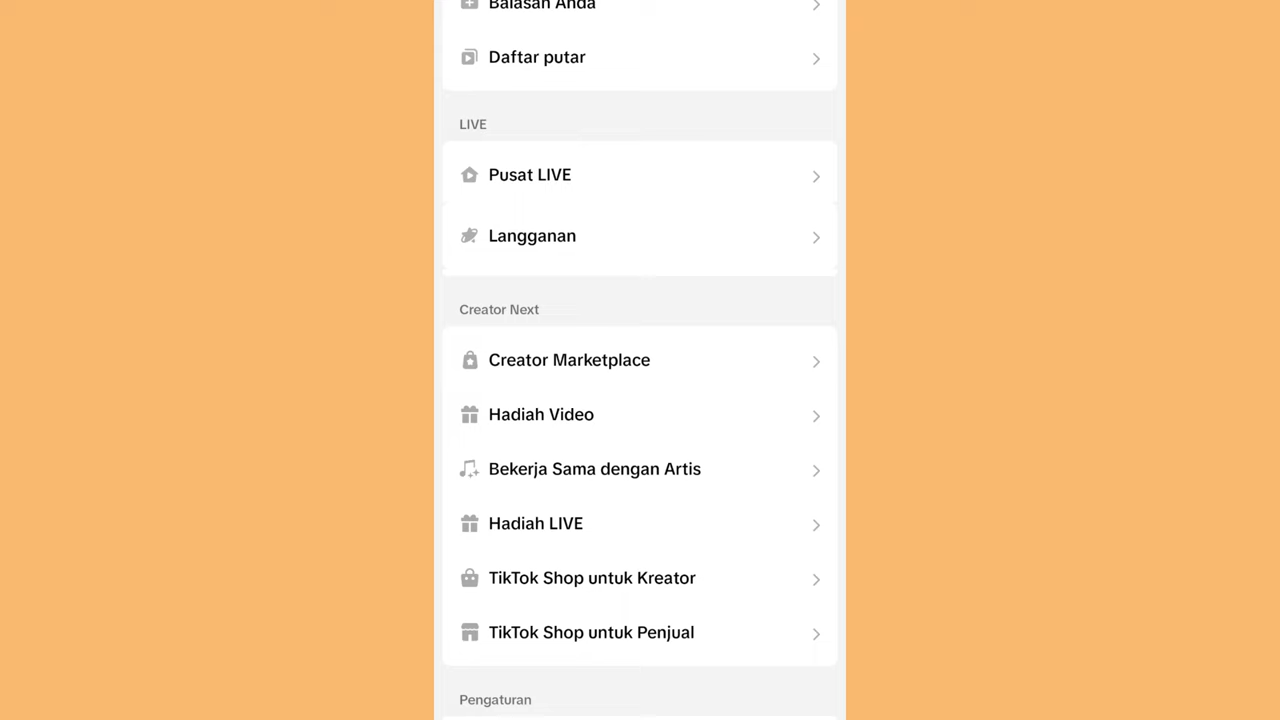 Balasan Anda
Daftar putar
LIVE
Pusat LIVE
Langganan
Creator Next
Creator Marketplace
Hadiah Video
Bekerja Sama dengan Artis
Hadiah LIVE
TikTok Shop untuk Kreator
TikTok Shop untuk Penjual
Pengaturan